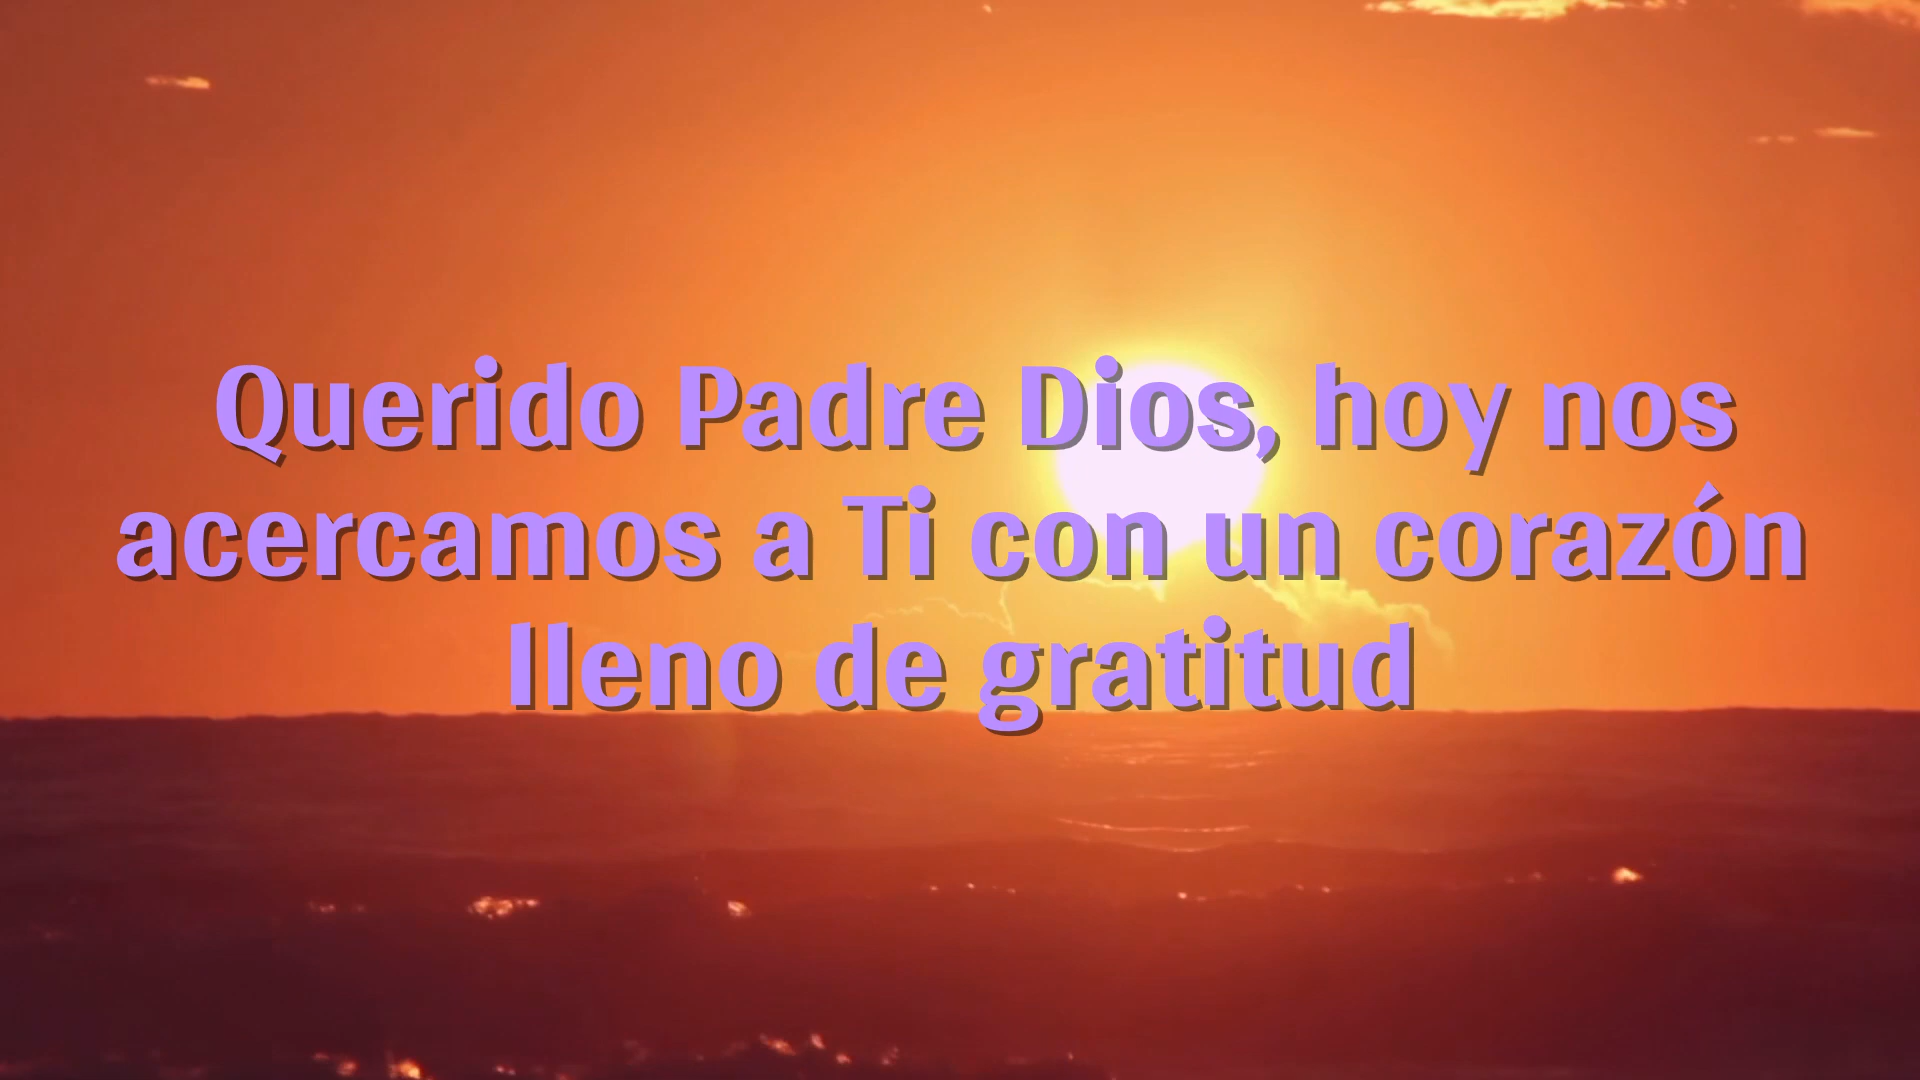 Querido Padre Dios, hoy nos
acercamos a Ti con un corazón
lleno de gratitud